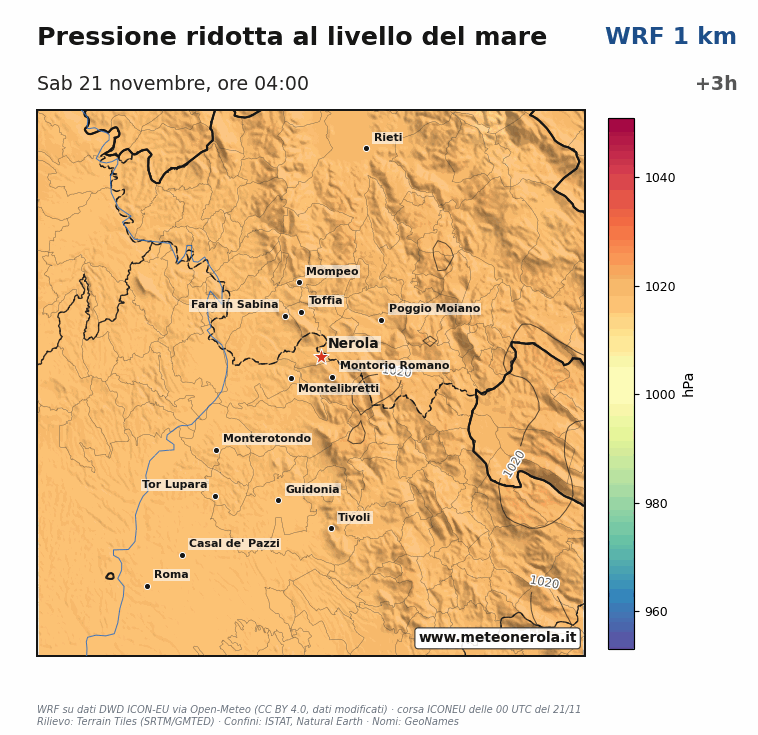 Pressione ridotta al livello del mare
WRF 1 km
Sab 21 novembre, ore 04:00
+3h
Rieti
Mompeo
Fara in Sabina
Toffia
Poggio Moiano
Nerola
Montorio Romano
1020
Montelibretti
Monterotondo
1020
Tor Lupara
Guidonia
Tivoli
Casal de' Pazzi
Roma
1020
www.meteonerola.it
1040
1020
1000
980
960
hPa
WRF su dati DWD ICON-EU via Open-Meteo (CC BY 4.0, dati modificati) · corsa ICONEU delle 00 UTC del 21/11
Rilievo: Terrain Tiles (SRTM/GMTED) · Confini: ISTAT, Natural Earth · Nomi: GeoNames